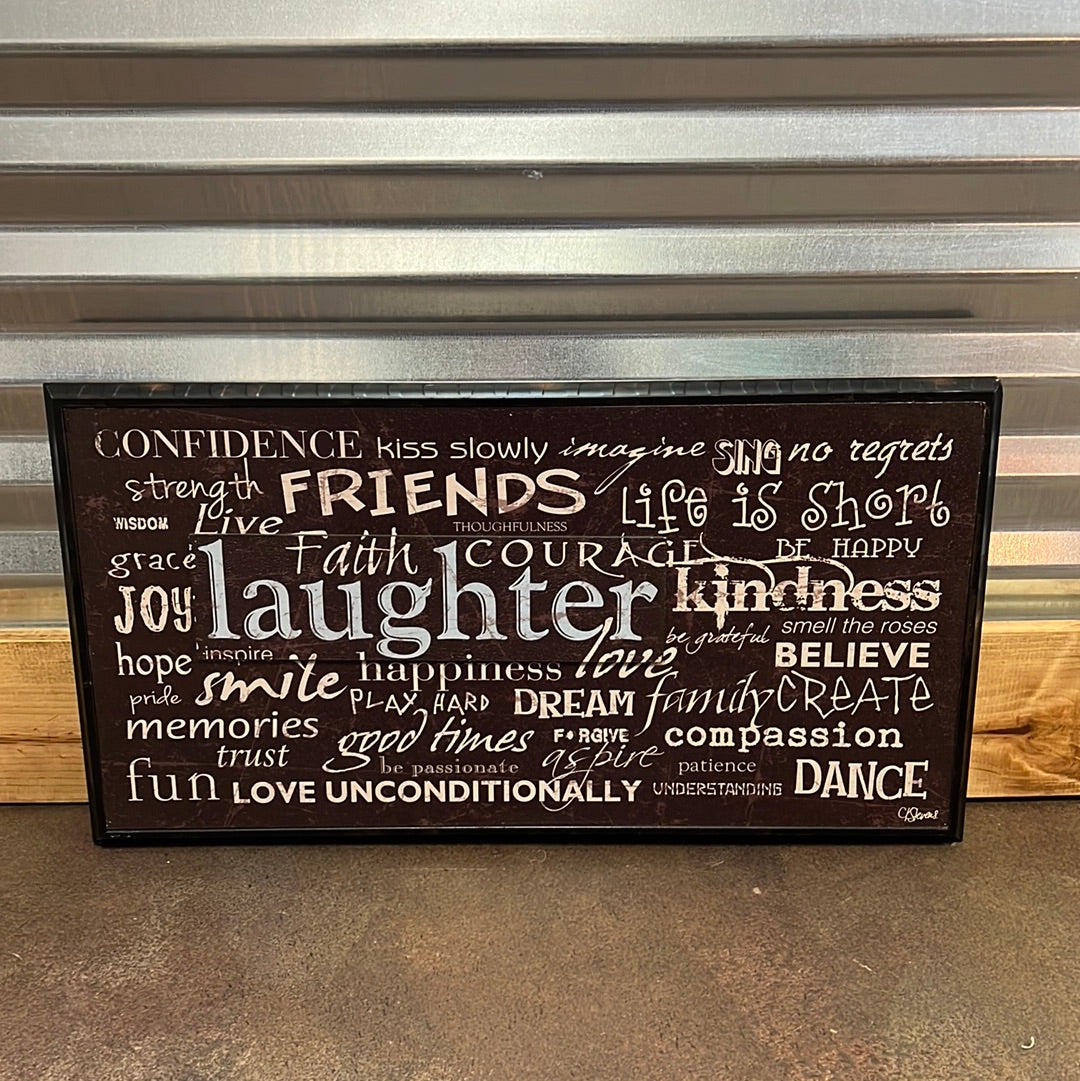 CONFIDENCE kiss slowly imagine SING no regrets
strength FRIENDS Life is Short
WISDOM Live THOUGHFULNESS
grace Faith COURAGE BE HAPPY
JOY laughter kindness
be grateful smell the roses
hope inspire happiness love BELIEVE
pride smile PLAY HARD DREAM family CREATE
memories good times F*RGIVE compassion
trust be passionate aspire patience
fun LOVE UNCONDITIONALLY UNDERSTANDING DANCE
CStevens